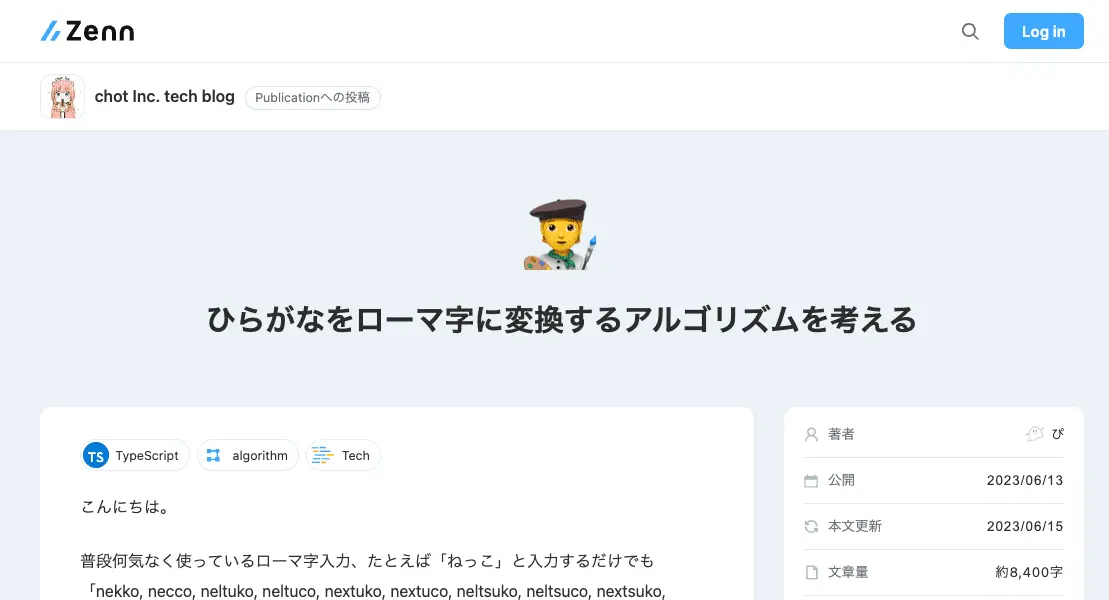 Zenn
Log in
chot Inc. tech blog
Publicationへの投稿
ひらがなをローマ字に変換するアルゴリズムを考える
TS TypeScript
algorithm
Tech
こんにちは。
普段何気なく使っているローマ字入力、たとえば「ねっこ」と入力するだけでも
「nekko, necco, neltuko, neltuco, nextuko, nextuco, neltsuko, neltsuco, nextsuko,
著者 ぴ
公開 2023/06/13
本文更新 2023/06/15
文章量 約8,400字